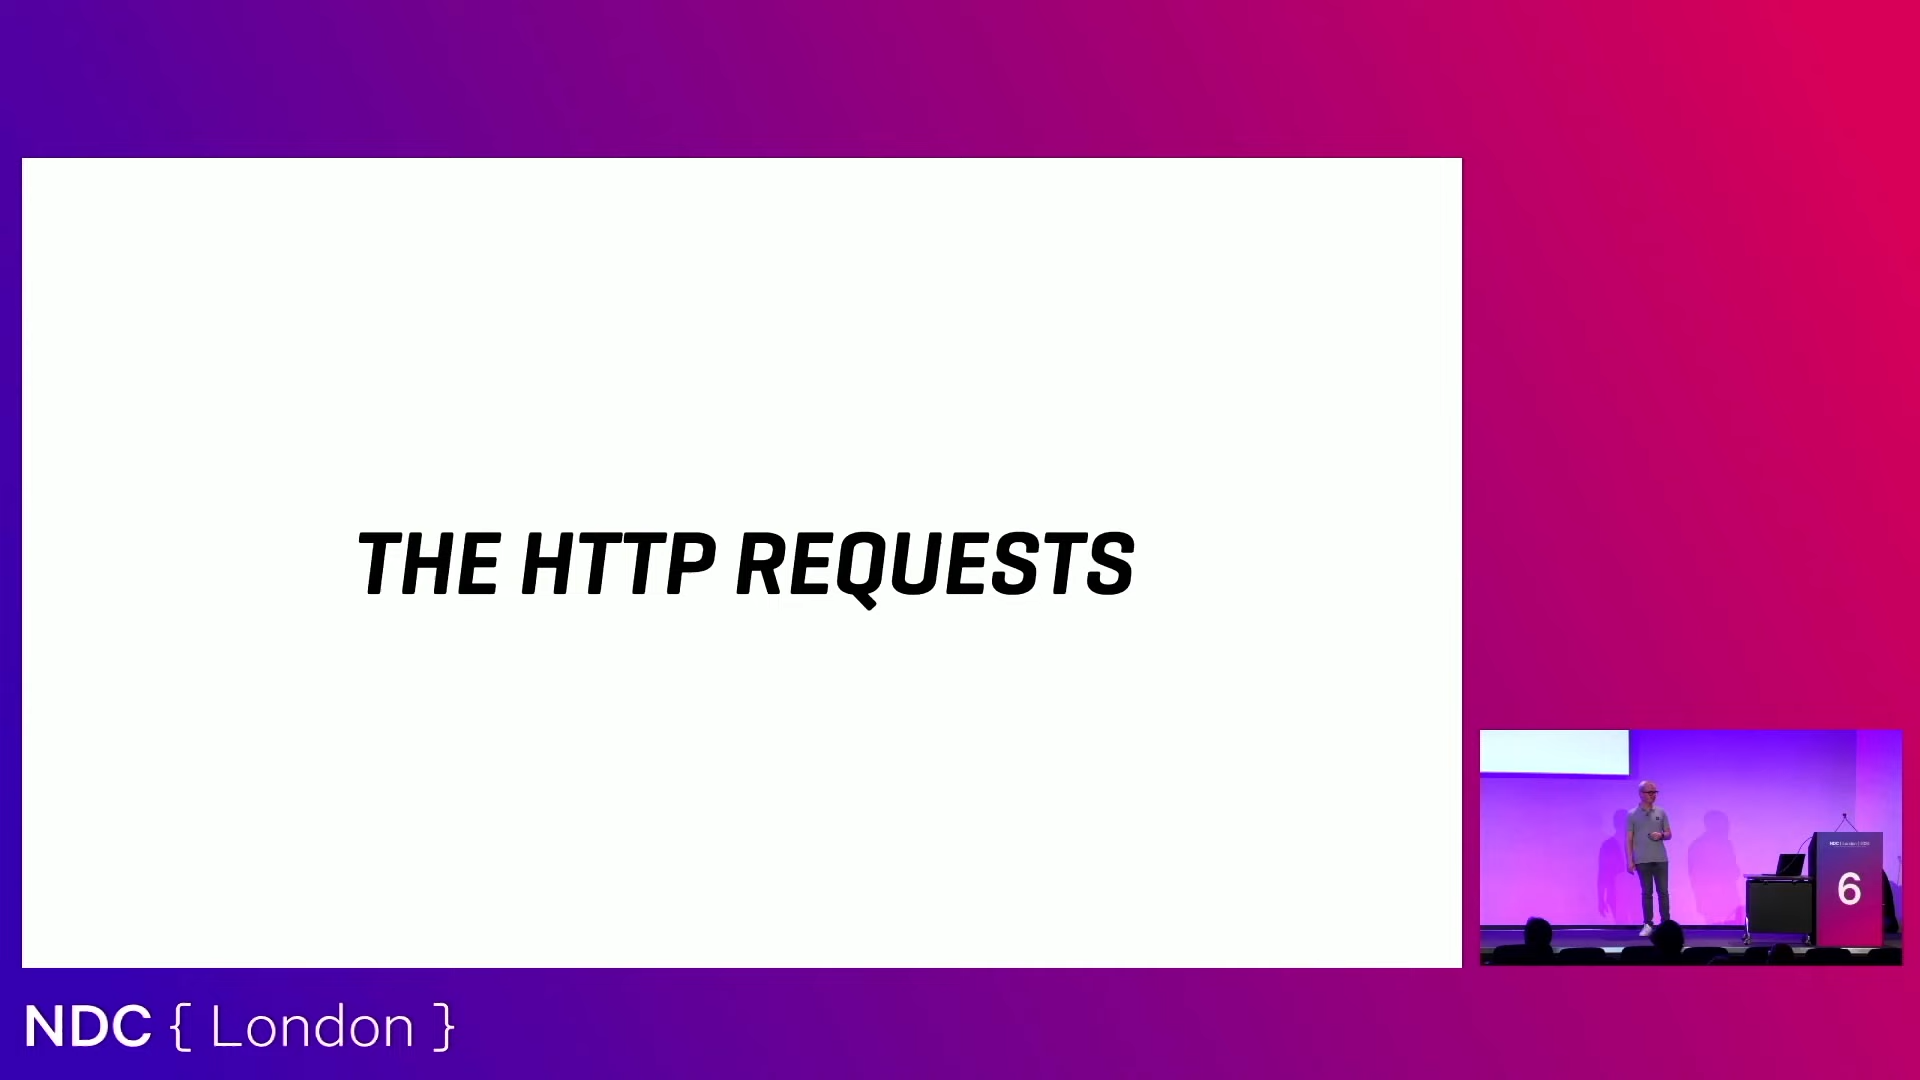 THE HTTP REQUESTS
6
NDC { London }